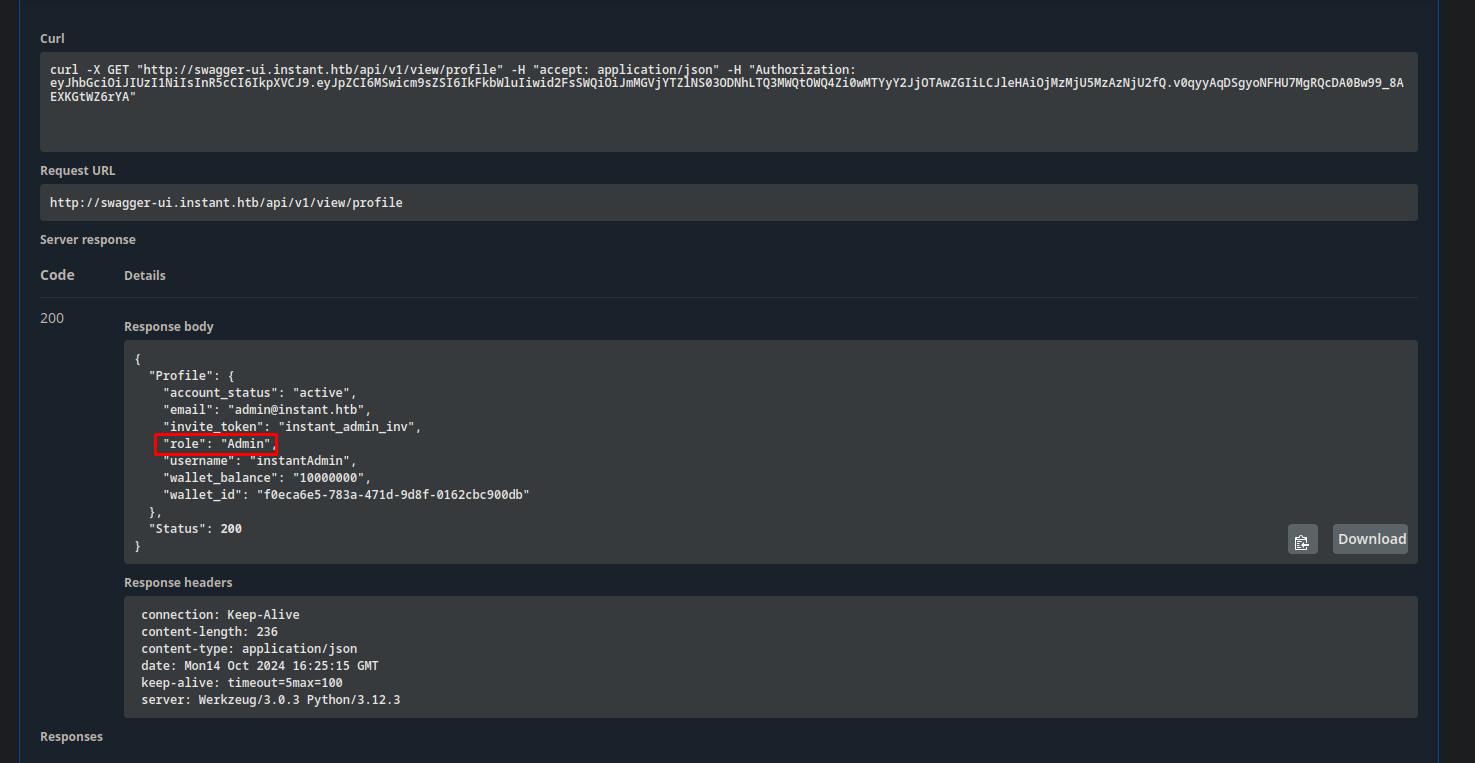 Curl
curl -X GET "http://swagger-ui.instant.htb/api/v1/view/profile" -H "accept: application/json" -H "Authorization:
eyJhbGciOiJIUzI1NiIsInR5cCI6IkpXVCJ9.eyJpZCI6MSwicm9sZSI6IkFkbWluIiwid2FsSWQiOiJmMGVjYTZlNS03ODNhLTQ3MWQtOWQ4Zi0wMTYyY2JjOTAwZGIiLCJleHAiOjMzMjU5MzAzNjU2fQ.v0qyyAqDSgyoNFHU7MgRQcDA0Bw99_8A
EXKGtWZ6rYA"
Request URL
http://swagger-ui.instant.htb/api/v1/view/profile
Server response
Code Details
200
Response body
{
"Profile": {
"account_status": "active",
"email": "admin@instant.htb",
"invite_token": "instant_admin_inv",
"role": "Admin",
"username": "instantAdmin",
"wallet_balance": "10000000",
"wallet_id": "f0eca6e5-783a-471d-9d8f-0162cbc900db"
},
"Status": 200
}
Download
Response headers
connection: Keep-Alive
content-length: 236
content-type: application/json
date: Mon14 Oct 2024 16:25:15 GMT
keep-alive: timeout=5max=100
server: Werkzeug/3.0.3 Python/3.12.3
Responses